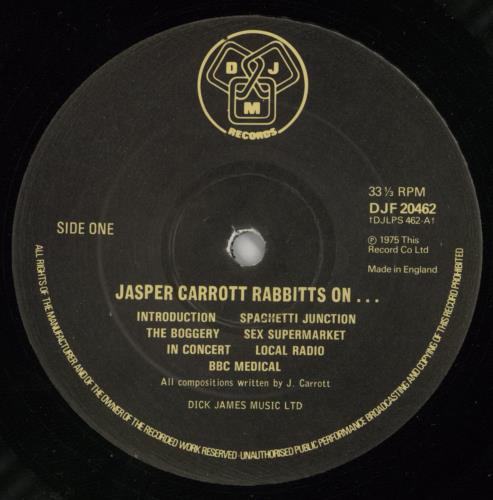 D J M
RECORDS
33⅓ RPM
DJF 20462
†DJLPS 462-A†
SIDE ONE
Ⓟ 1975 This
Record Co Ltd
Made in England
JASPER CARROTT RABBITTS ON . . .
INTRODUCTION SPAGHETTI JUNCTION
THE BOGGERY SEX SUPERMARKET
IN CONCERT LOCAL RADIO
BBC MEDICAL
All compositions written by J. Carrott
DICK JAMES MUSIC LTD
ALL RIGHTS OF THE MANUFACTURER AND OF THE OWNER OF THE RECORDED WORK RESERVED · UNAUTHORISED PUBLIC PERFORMANCE BROADCASTING AND COPYING OF THIS RECORD PROHIBITED